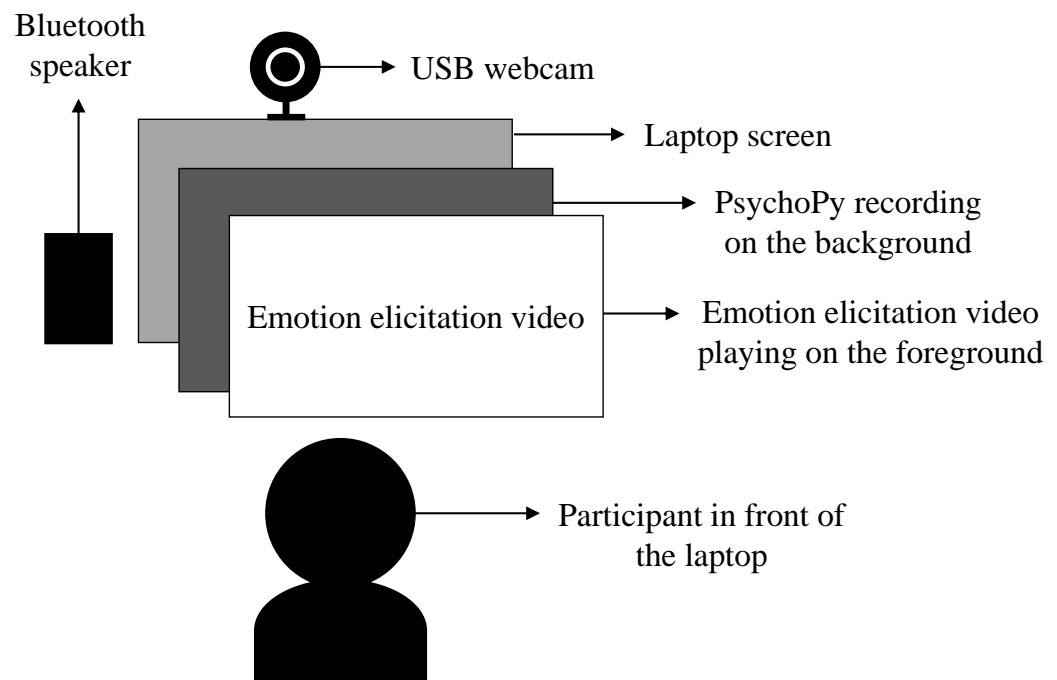 Bluetooth
speaker
USB webcam
Laptop screen
PsychoPy recording
on the background
Emotion elicitation video
Emotion elicitation video
playing on the foreground
Participant in front of
the laptop